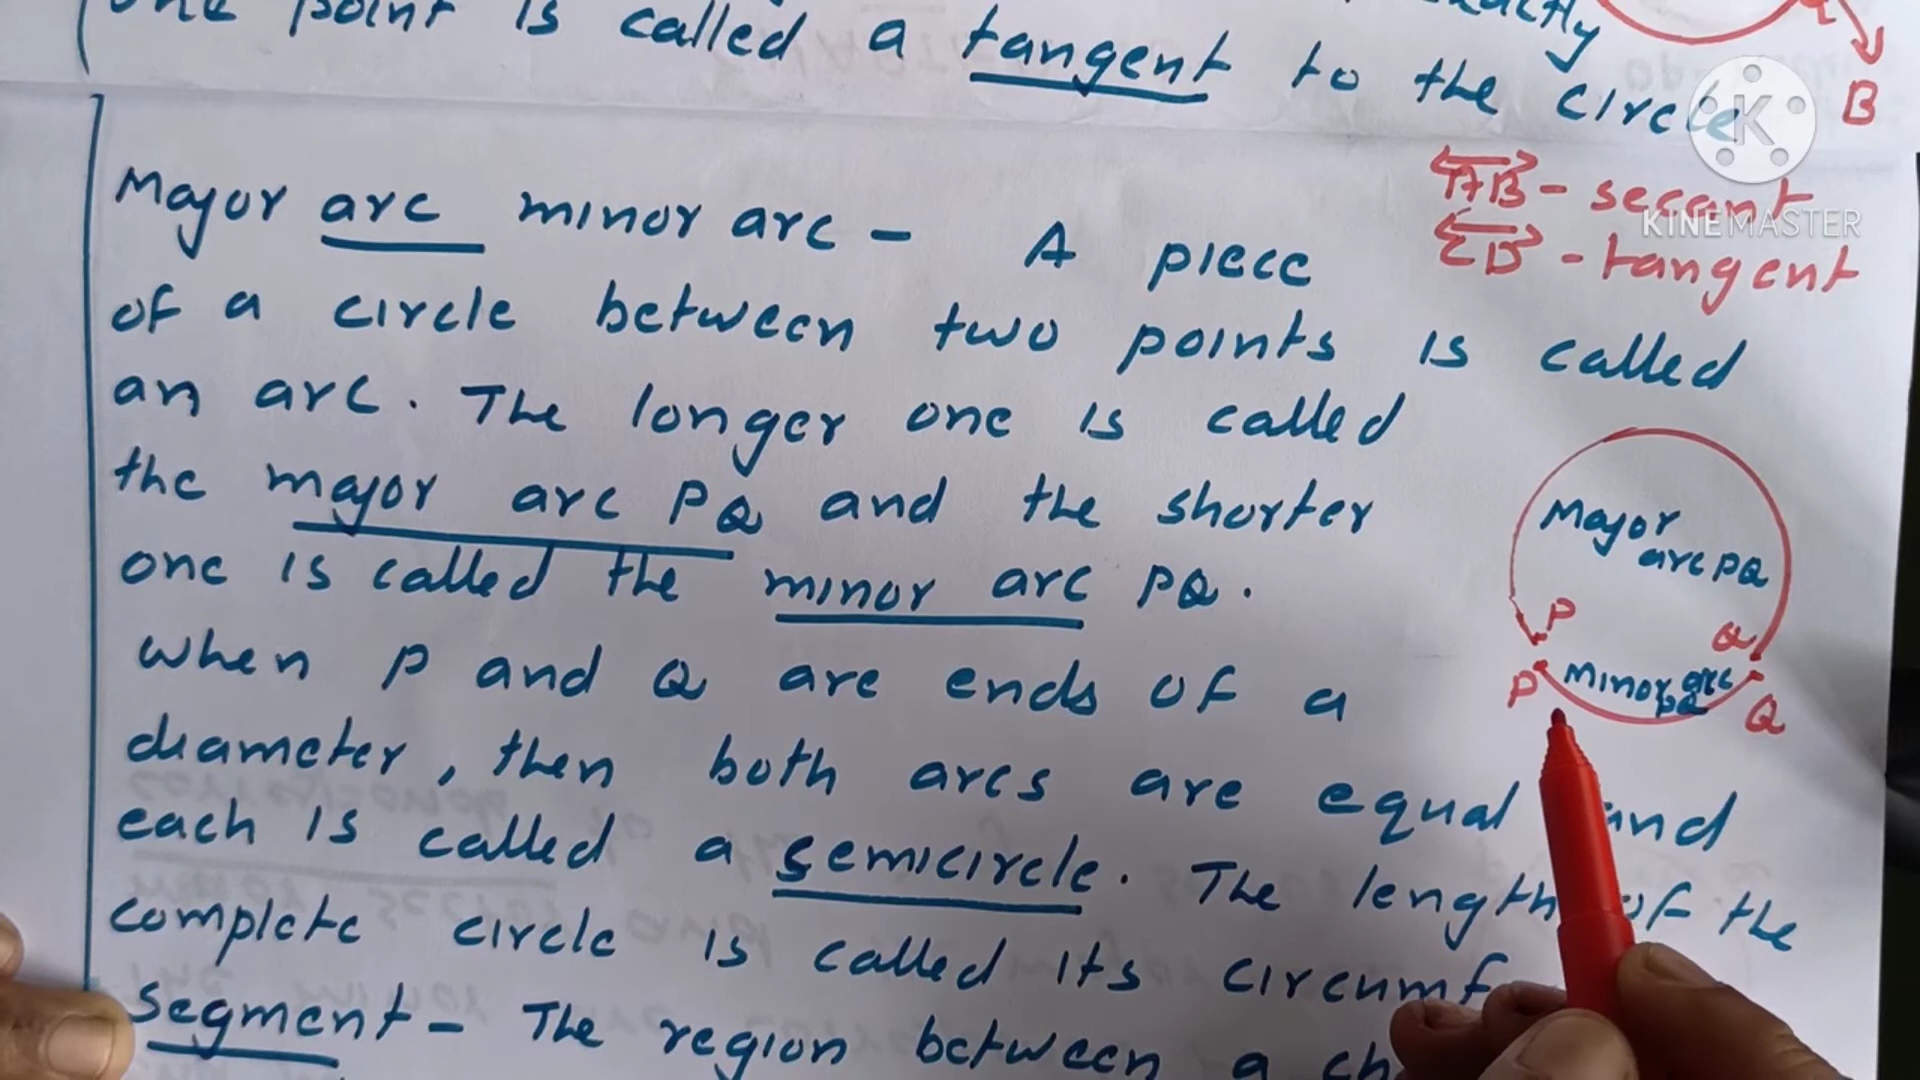 one point is called a tangent to the circle
B
AB - secant
KINEMASTER
CD - tangent
Major arc minor arc - A piece
of a circle between two points is called
an arc. The longer one is called
the major arc PQ and the shorter
one is called the minor arc PQ.
when P and Q are ends of a
diameter, then both arcs are equal and
each is called a semicircle. The length of the
complete circle is called its circumf
segment - The region between a ch
Major
arc PQ
P
Q
Minor arc
PQ
P
Q